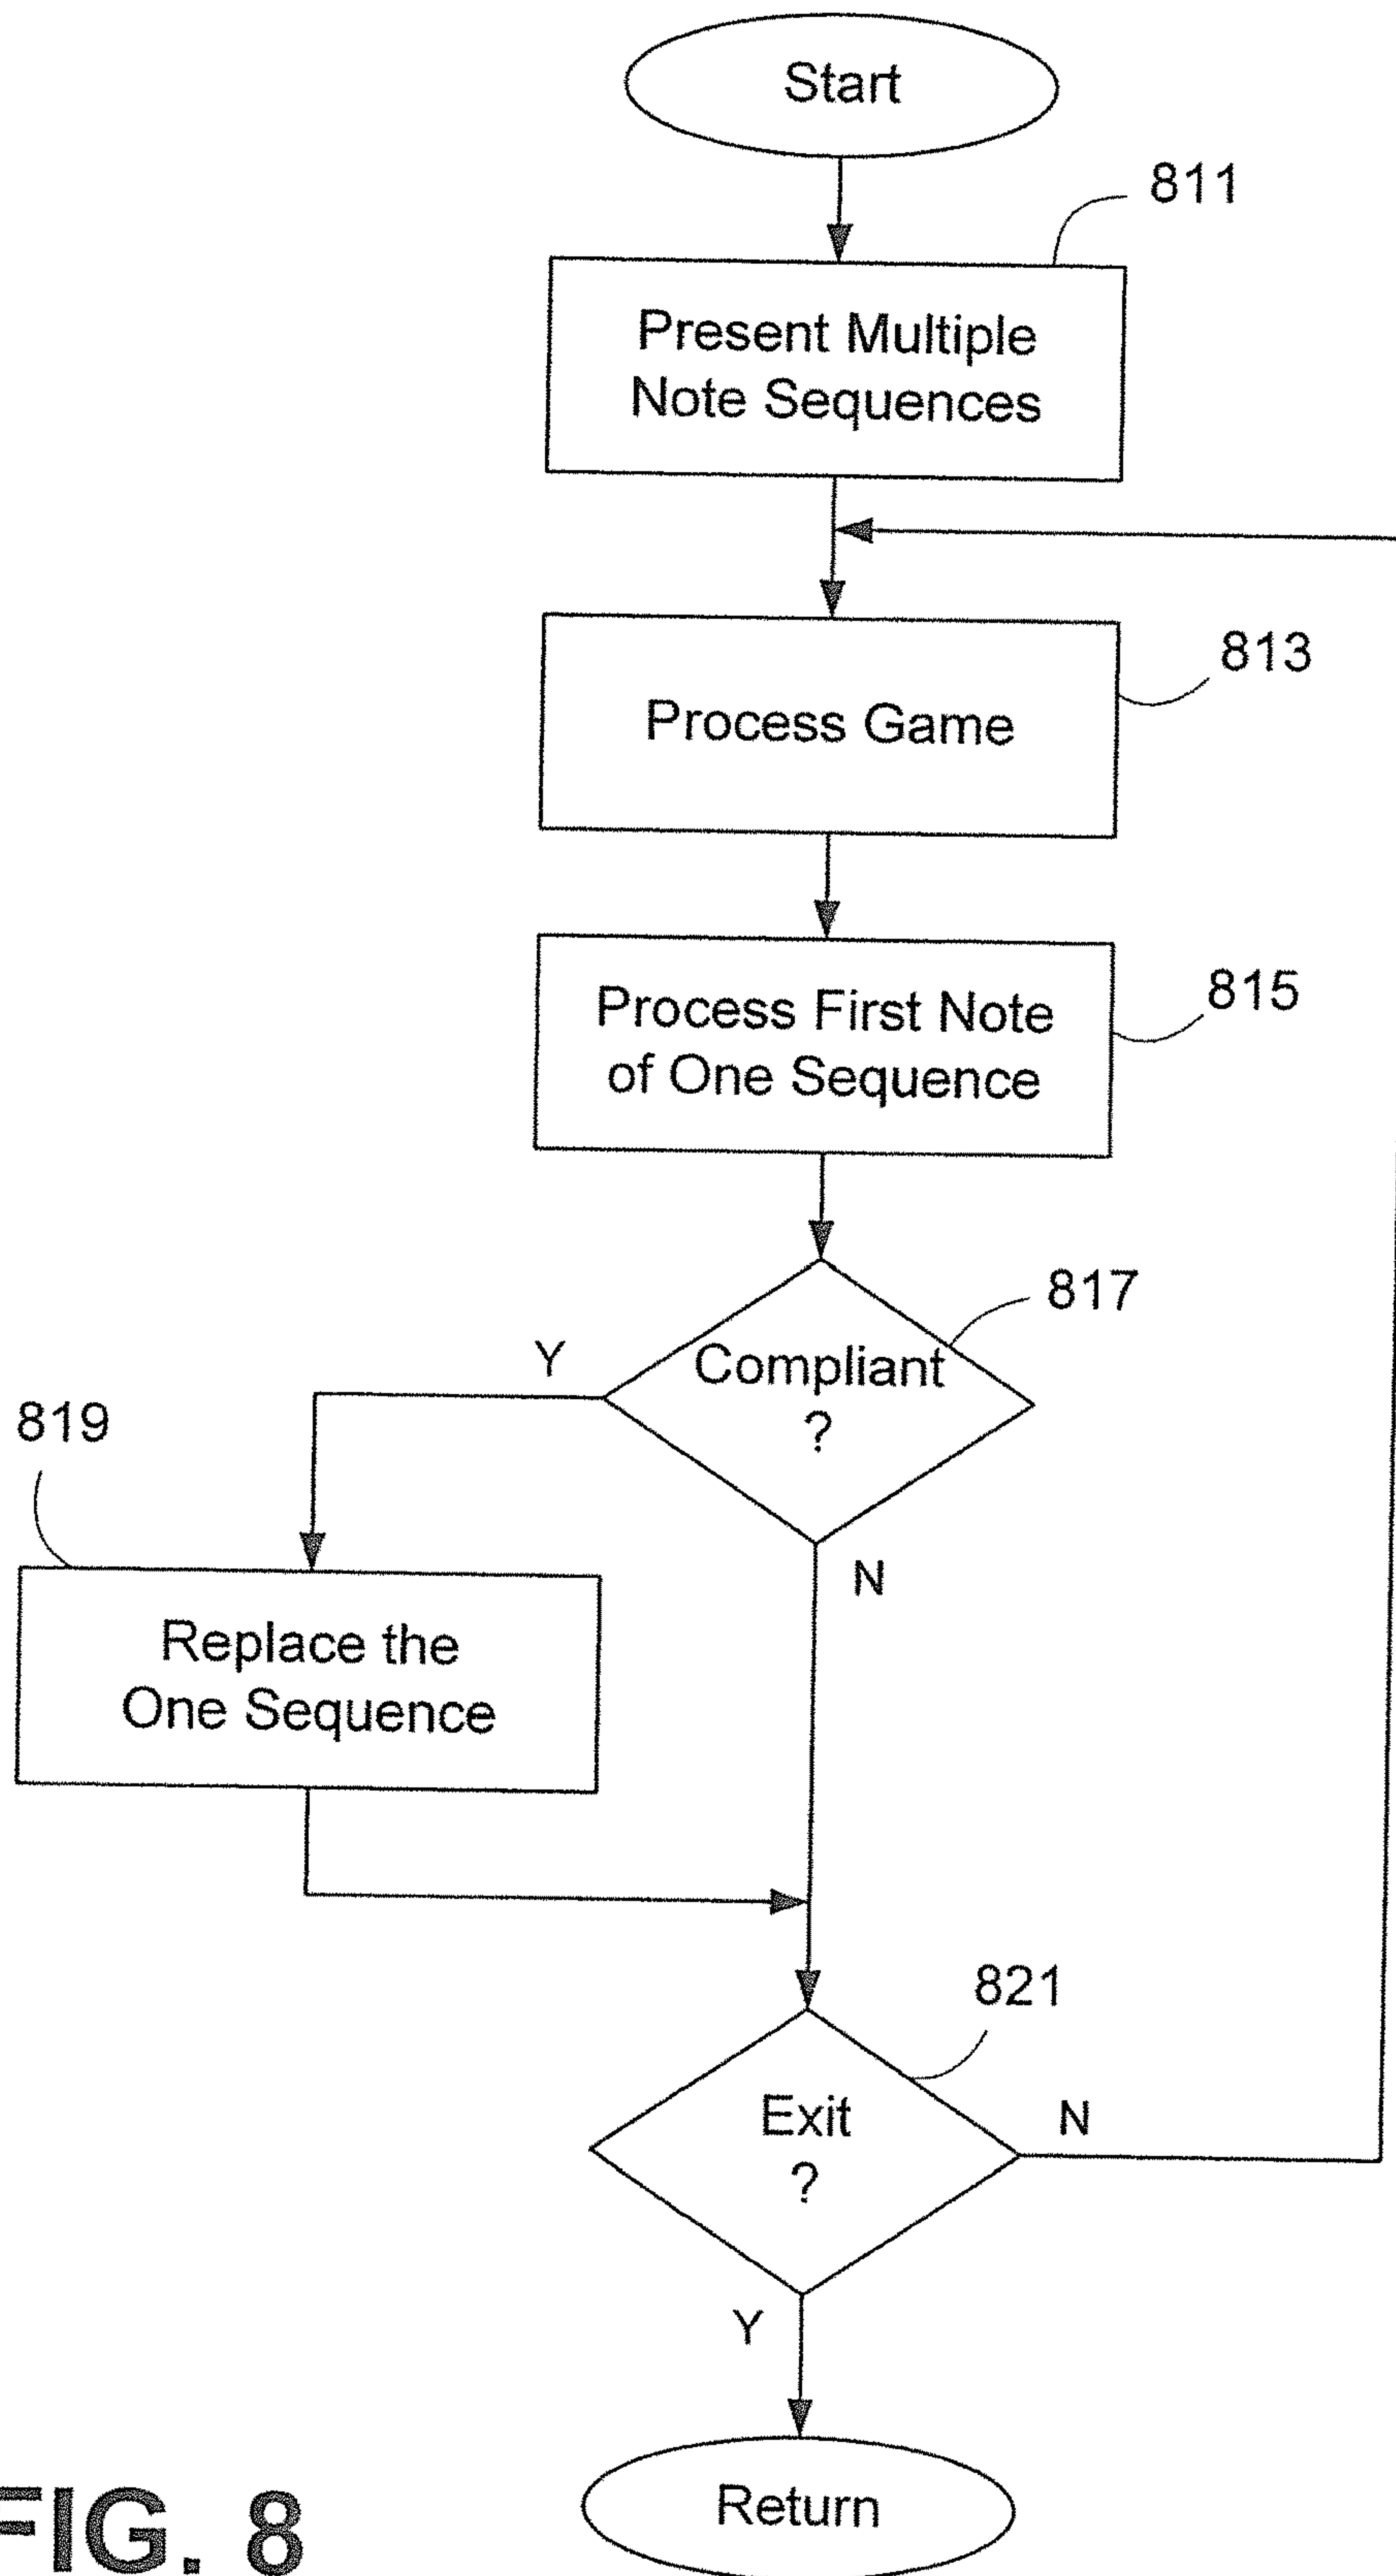 Start
811
Present Multiple
Note Sequences
813
Process Game
815
Process First Note
of One Sequence
817
Compliant
?
Y
N
819
Replace the
One Sequence
821
Exit
?
N
Y
Return
FIG. 8